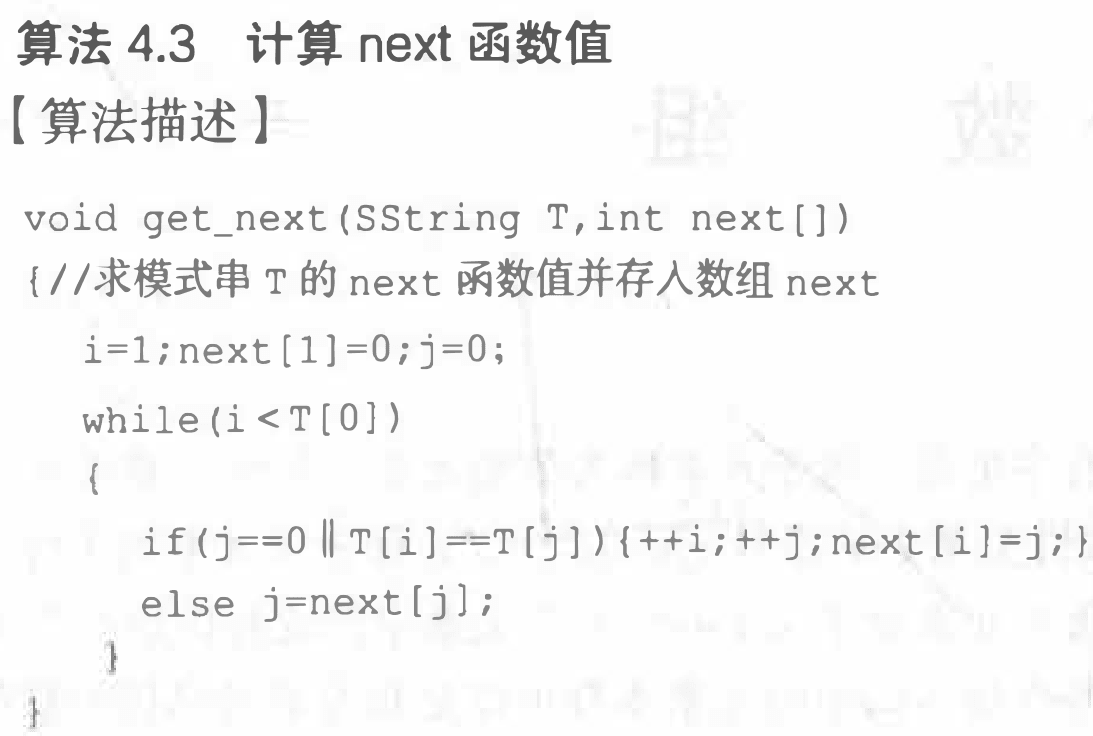 算法 4.3 计算 next 函数值
【算法描述】
void get_next(SString T,int next[])
{//求模式串 T 的 next 函数值并存入数组 next
i=1;next[1]=0;j=0;
while(i<T[0])
{
if(j==0‖T[i]==T[j]){++i;++j;next[i]=j;}
else j=next[j];
}
}